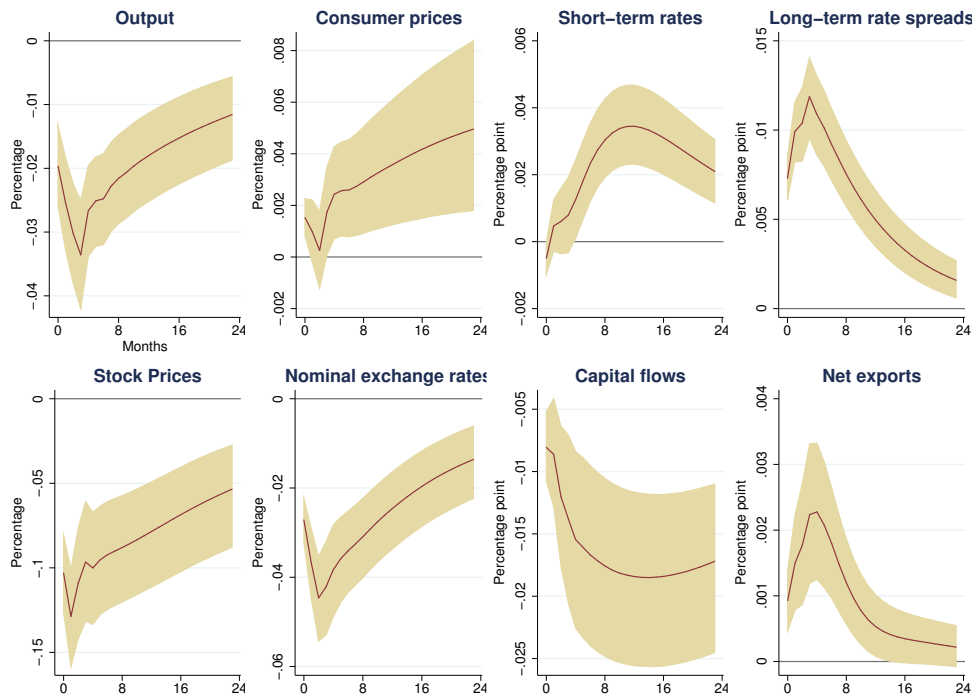 Output
Percentage
0
−.01
−.02
−.03
−.04
0 8 16 24
Months
Consumer prices
Percentage
.008
.006
.004
.002
0
−.002
0 8 16 24
Short−term rates
Percentage point
.006
.004
.002
0
−.002
0 8 16 24
Long−term rate spreads
Percentage point
.015
.01
.005
0
0 8 16 24
Stock Prices
Percentage
0
−.05
−.1
−.15
0 8 16 24
Nominal exchange rates
Percentage
0
−.02
−.04
−.06
0 8 16 24
Capital flows
Percentage point
−.005
−.01
−.015
−.02
−.025
0 8 16 24
Net exports
Percentage point
.004
.003
.002
.001
0
0 8 16 24